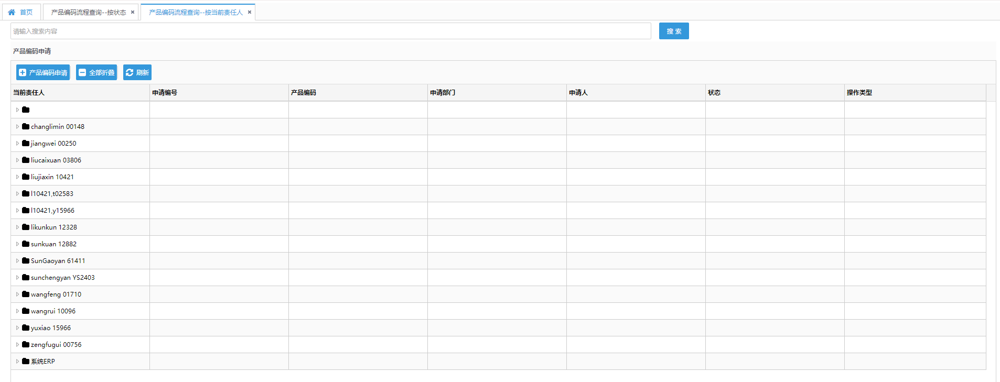 首页 产品编码流程查询--按状态 产品编码流程查询--按当前责任人
请输入搜索内容 搜 索
产品编码申请
产品编码申请 全部折叠 刷新
当前责任人 申请编号 产品编码 申请部门 申请人 状态 操作类型
changlimin 00148
jiangwei 00250
liucaixuan 03806
liujiaxin 10421
l10421,t02583
l10421,y15966
likunkun 12328
sunkuan 12882
SunGaoyan 61411
sunchengyan YS2403
wangfeng 01710
wangrui 10096
yuxiao 15966
zengfugui 00756
系统ERP